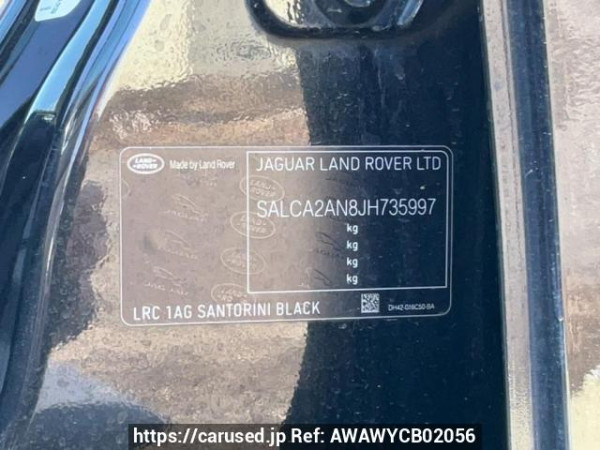 LAND ROVER
Made by Land Rover
JAGUAR LAND ROVER LTD
SALCA2AN8JH735997
kg
kg
kg
kg
LRC 1AG SANTORINI BLACK
https://carused.jp Ref: AWAWYCB02056